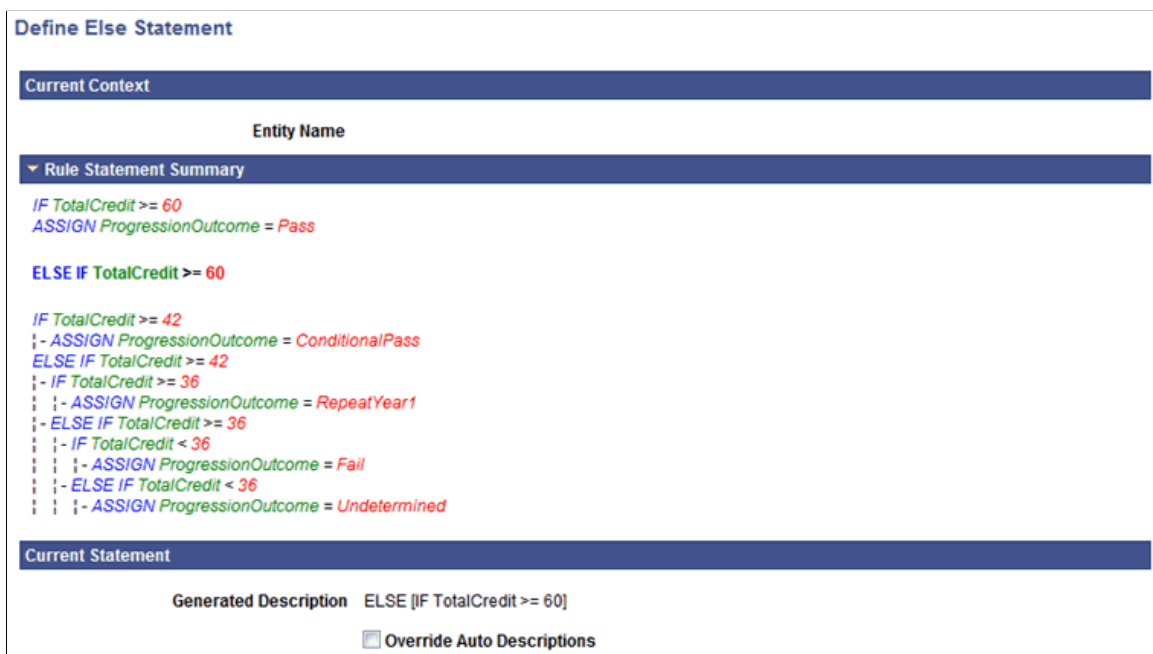 Define Else Statement
Current Context
Entity Name
Rule Statement Summary
IF TotalCredit >= 60
ASSIGN ProgressionOutcome = Pass
ELSE IF TotalCredit >= 60
IF TotalCredit >= 42
¦- ASSIGN ProgressionOutcome = ConditionalPass
ELSE IF TotalCredit >= 42
¦- IF TotalCredit >= 36
¦ ¦- ASSIGN ProgressionOutcome = RepeatYear1
¦- ELSE IF TotalCredit >= 36
¦ ¦- IF TotalCredit < 36
¦ ¦ ¦- ASSIGN ProgressionOutcome = Fail
¦ ¦- ELSE IF TotalCredit < 36
¦ ¦ ¦- ASSIGN ProgressionOutcome = Undetermined
Current Statement
Generated Description ELSE [IF TotalCredit >= 60]
Override Auto Descriptions